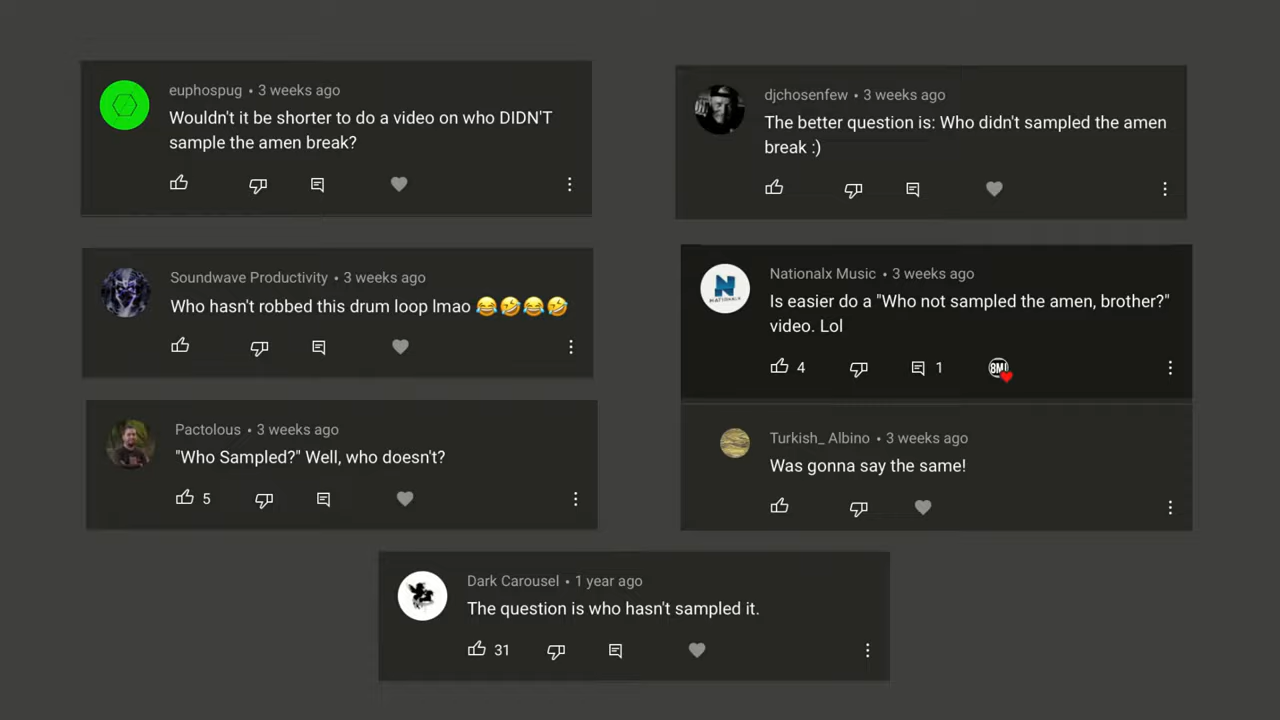 euphospug • 3 weeks ago
Wouldn't it be shorter to do a video on who DIDN'T
sample the amen break?
djchosenfew • 3 weeks ago
The better question is: Who didn't sampled the amen
break :)
Soundwave Productivity • 3 weeks ago
Who hasn't robbed this drum loop lmao 😂🤣😂🤣
Nationalx Music • 3 weeks ago
Is easier do a "Who not sampled the amen, brother?"
video. Lol
4 1
NATIONALX
8M
Pactolous • 3 weeks ago
"Who Sampled?" Well, who doesn't?
5
Turkish_ Albino • 3 weeks ago
Was gonna say the same!
Dark Carousel • 1 year ago
The question is who hasn't sampled it.
31